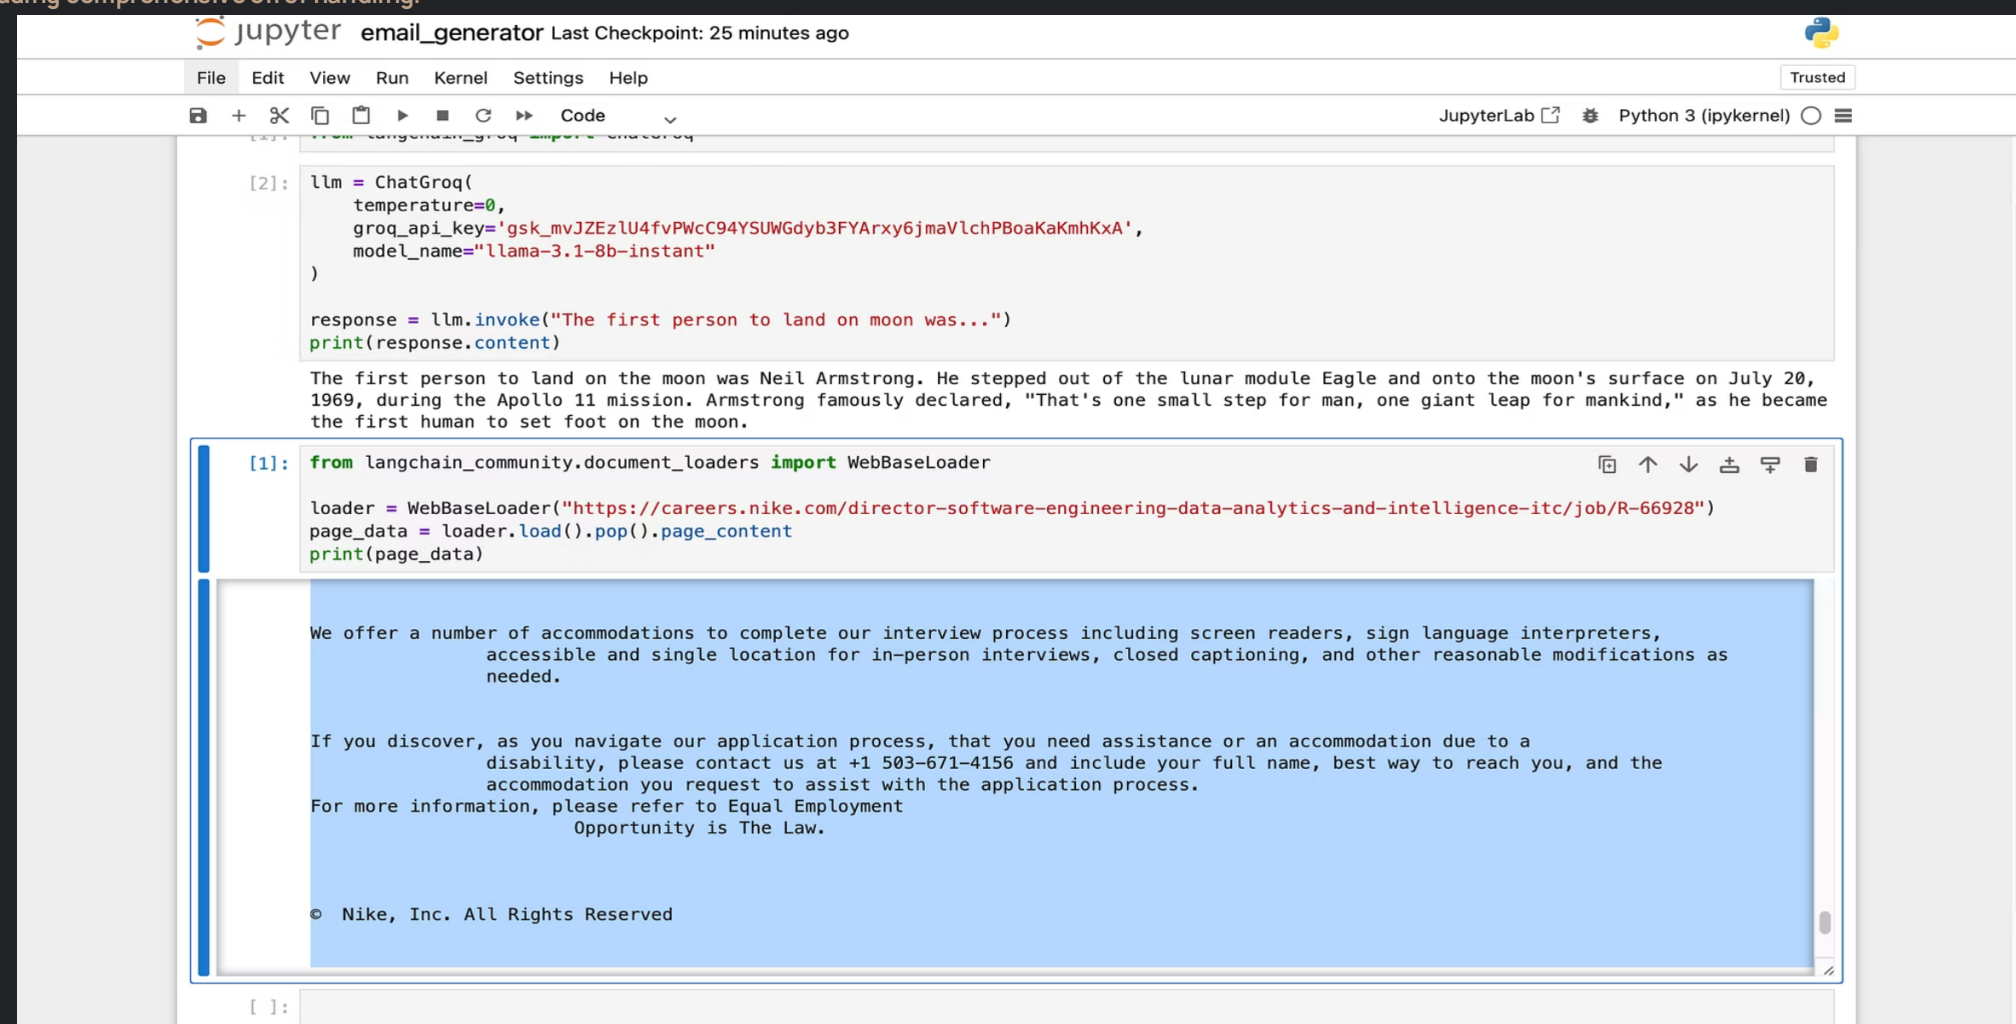 comprehensive error handling.
jupyter email_generator Last Checkpoint: 25 minutes ago
File Edit View Run Kernel Settings Help
Trusted
Code
JupyterLab Python 3 (ipykernel)
[1]: from langchain_groq import ChatGroq
[2]: llm = ChatGroq(
    temperature=0,
    groq_api_key='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',
    model_name="llama-3.1-8b-instant"
)
response = llm.invoke("The first person to land on moon was...")
print(response.content)
The first person to land on the moon was Neil Armstrong. He stepped out of the lunar module Eagle and onto the moon's surface on July 20,
1969, during the Apollo 11 mission. Armstrong famously declared, "That's one small step for man, one giant leap for mankind," as he became
the first human to set foot on the moon.
[1]: from langchain_community.document_loaders import WebBaseLoader
loader = WebBaseLoader("https://careers.nike.com/director-software-engineering-data-analytics-and-intelligence-itc/job/R-66928")
page_data = loader.load().pop().page_content
print(page_data)
We offer a number of accommodations to complete our interview process including screen readers, sign language interpreters,
accessible and single location for in-person interviews, closed captioning, and other reasonable modifications as
needed.
If you discover, as you navigate our application process, that you need assistance or an accommodation due to a
disability, please contact us at +1 503-671-4156 and include your full name, best way to reach you, and the
accommodation you request to assist with the application process.
For more information, please refer to Equal Employment
Opportunity is The Law.
© Nike, Inc. All Rights Reserved
[ ]: